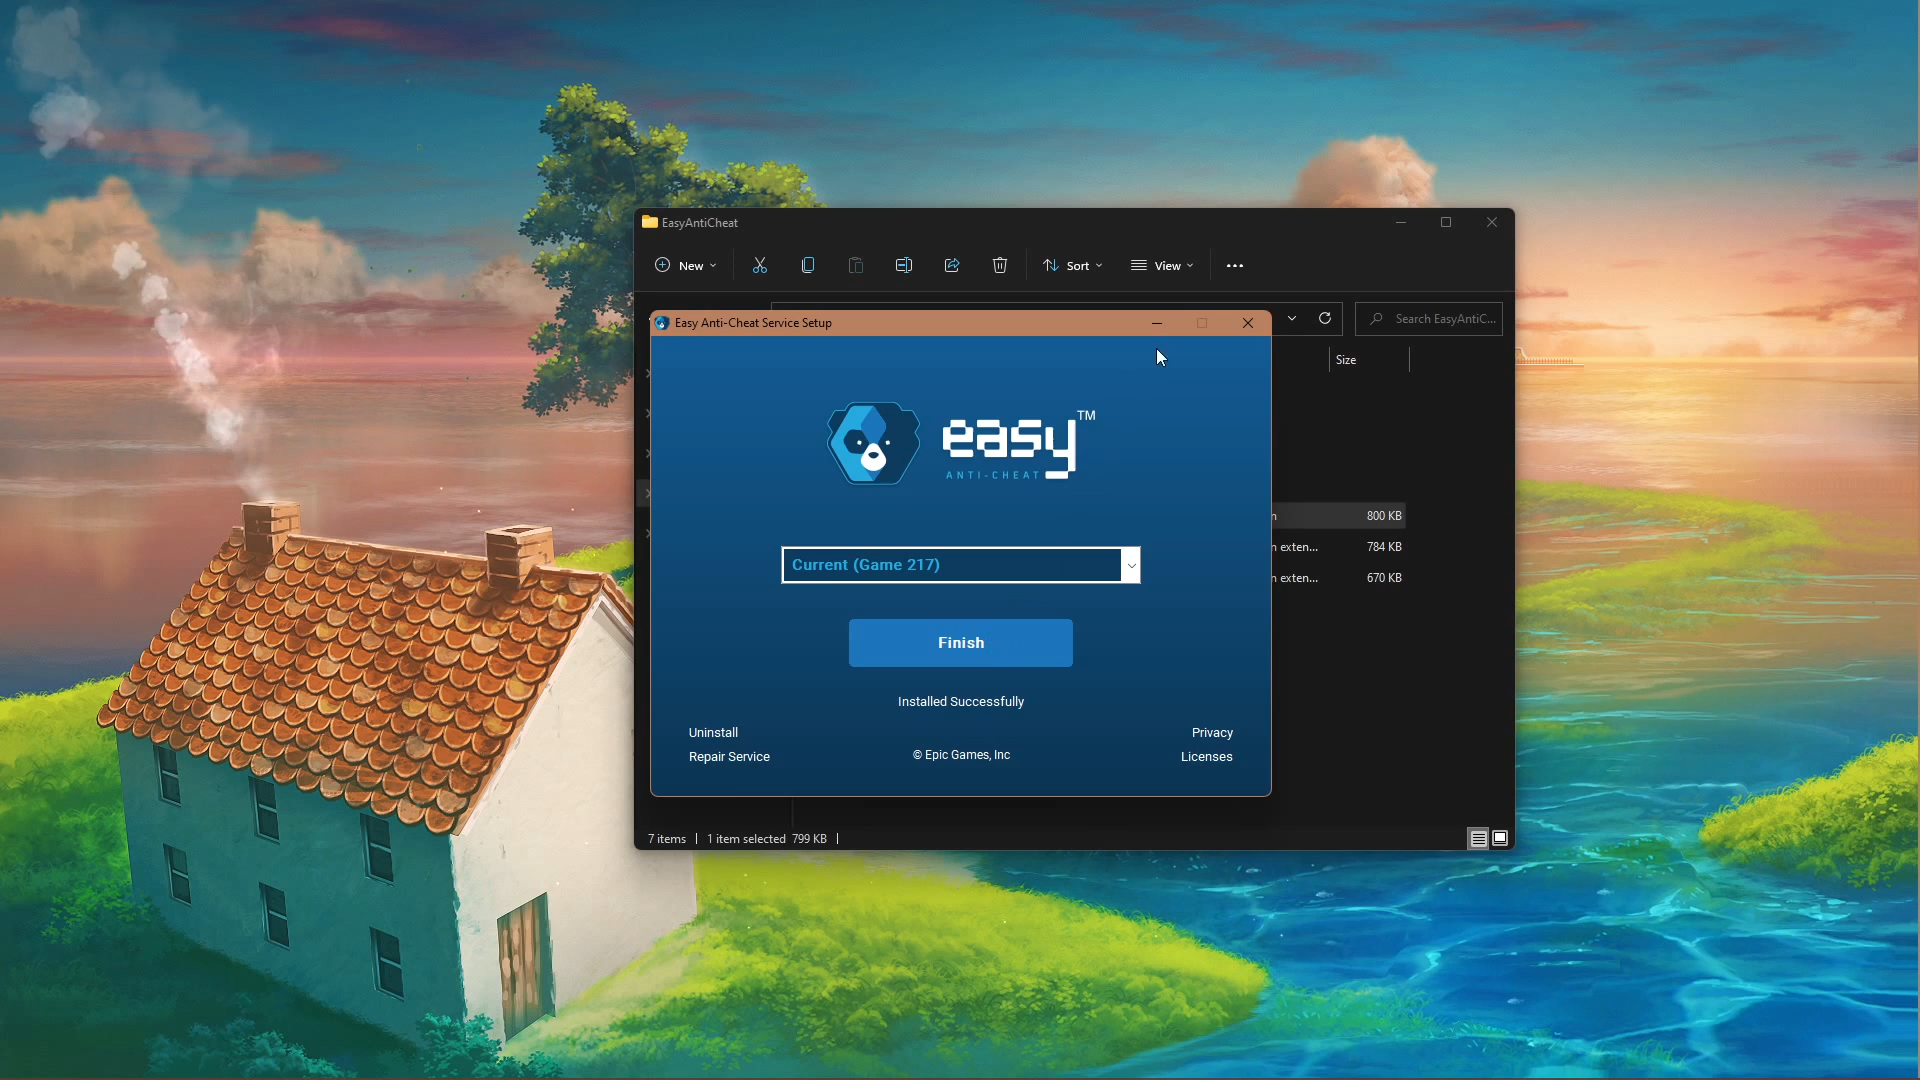 EasyAntiCheat
New
Sort
View
Search EasyAntiC...
Easy Anti-Cheat Service Setup
Size
easy™
ANTI-CHEAT
n 800 KB
Current (Game 217)
n exten... 784 KB
n exten... 670 KB
Finish
Installed Successfully
Uninstall
Privacy
Repair Service
© Epic Games, Inc
Licenses
7 items 1 item selected 799 KB